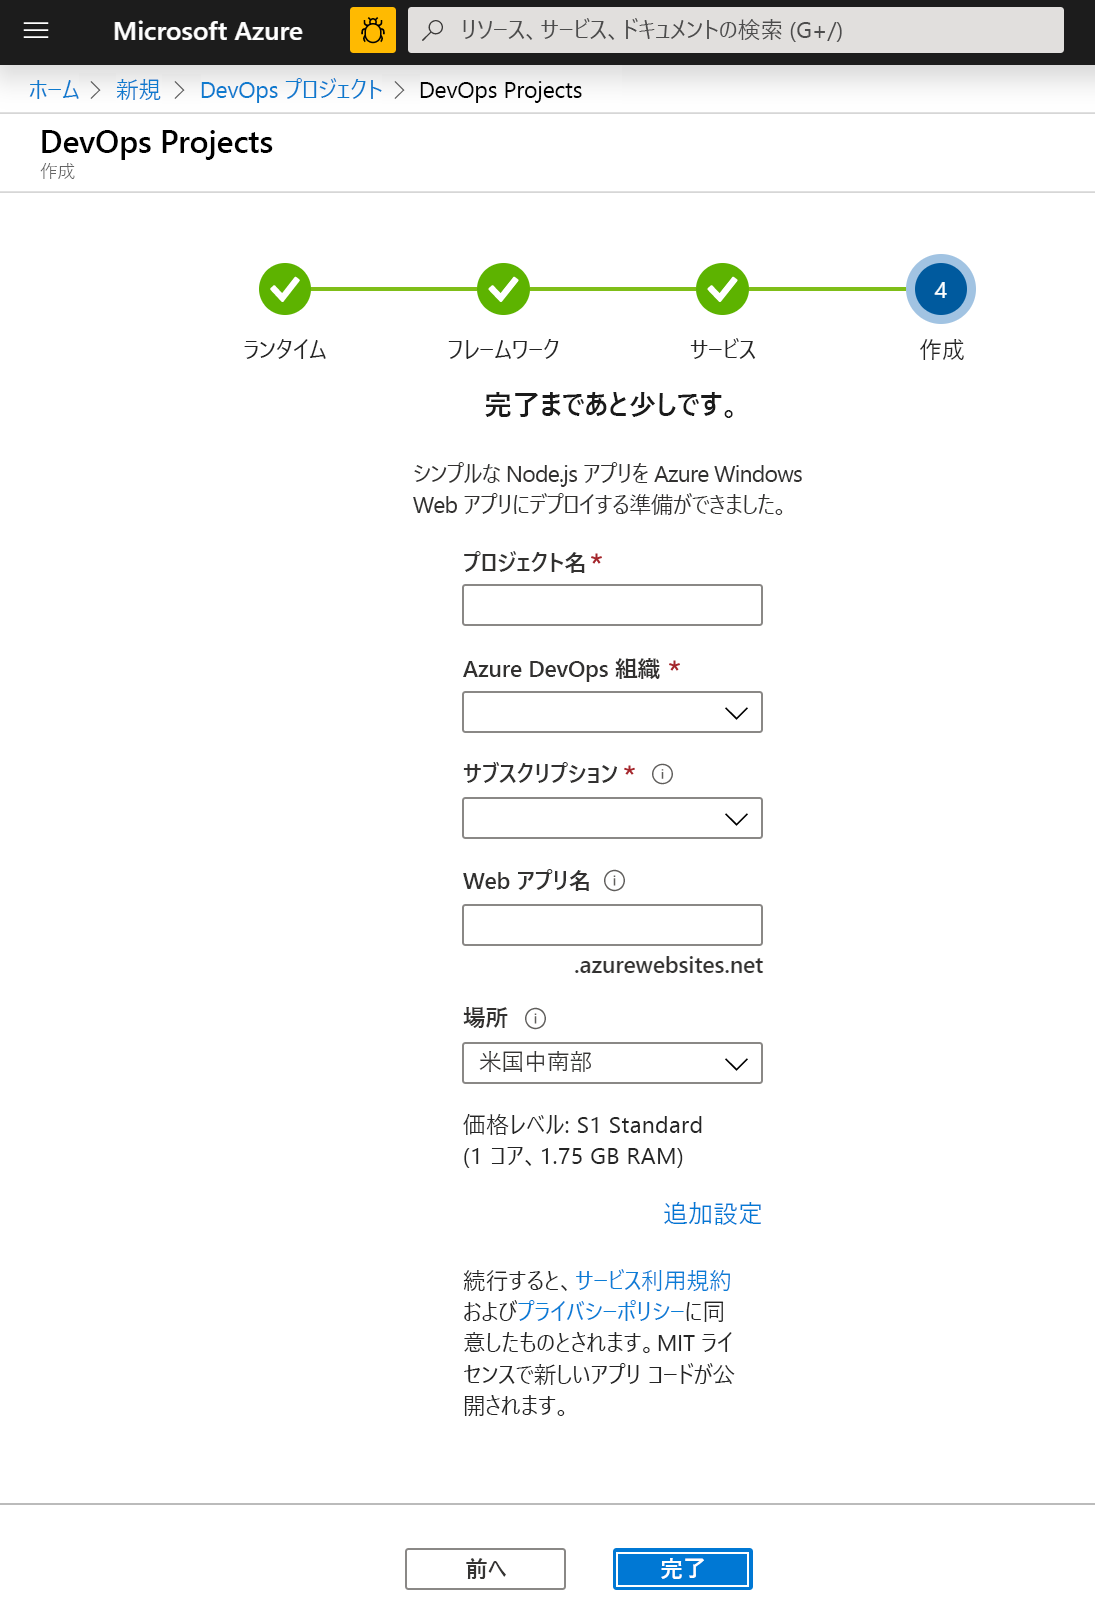 Microsoft Azure
リソース、サービス、ドキュメントの検索 (G+/)
ホーム > 新規 > DevOps プロジェクト > DevOps Projects
DevOps Projects
作成
4
ランタイム フレームワーク サービス 作成
完了まであと少しです。
シンプルな Node.js アプリを Azure Windows
Web アプリにデプロイする準備ができました。
プロジェクト名 *
Azure DevOps 組織 *
サブスクリプション *
Web アプリ名
.azurewebsites.net
場所
米国中南部
価格レベル: S1 Standard
(1 コア、1.75 GB RAM)
追加設定
続行すると、サービス利用規約
およびプライバシーポリシーに同
意したものとされます。MIT ライ
センスで新しいアプリ コードが公
開されます。
前へ 完了